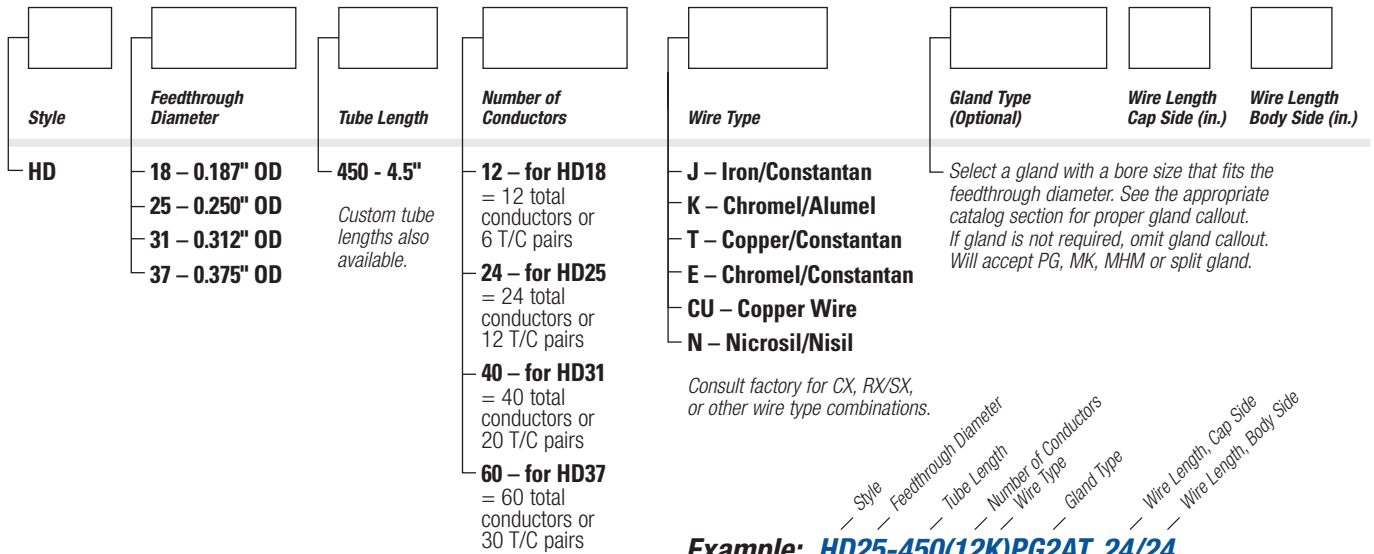 Style
Feedthrough
Diameter
Tube Length
Number of
Conductors
Wire Type
Gland Type
(Optional)
Wire Length
Cap Side (in.)
Wire Length
Body Side (in.)
HD
18 – 0.187" OD
25 – 0.250" OD
31 – 0.312" OD
37 – 0.375" OD
450 - 4.5"
Custom tube
lengths also
available.
12 – for HD18
= 12 total
conductors or
6 T/C pairs
24 – for HD25
= 24 total
conductors or
12 T/C pairs
40 – for HD31
= 40 total
conductors or
20 T/C pairs
60 – for HD37
= 60 total
conductors or
30 T/C pairs
J – Iron/Constantan
K – Chromel/Alumel
T – Copper/Constantan
E – Chromel/Constantan
CU – Copper Wire
N – Nicrosil/Nisil
Consult factory for CX, RX/SX,
or other wire type combinations.
Select a gland with a bore size that fits the
feedthrough diameter. See the appropriate
catalog section for proper gland callout.
If gland is not required, omit gland callout.
Will accept PG, MK, MHM or split gland.
Style
Feedthrough Diameter
Tube Length
Number of Conductors
Wire Type
Gland Type
Wire Length, Cap Side
Wire Length, Body Side
Example: HD25-450(12K)PG2AT, 24/24